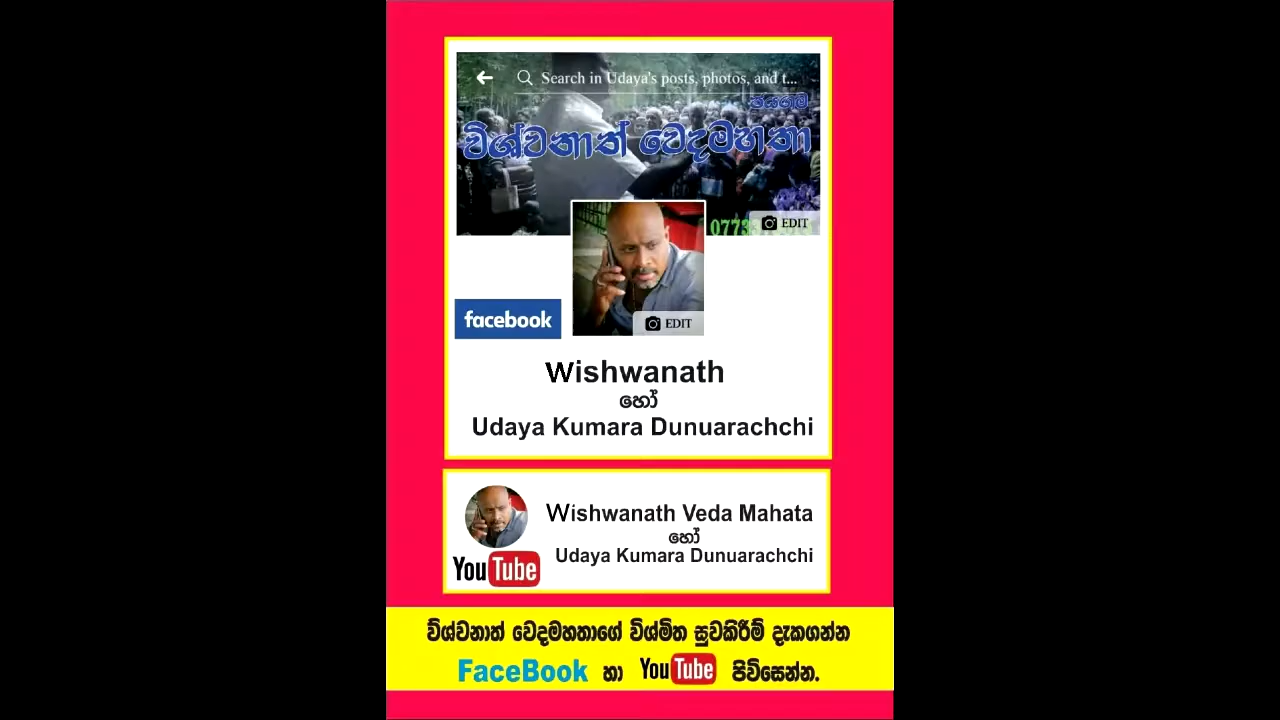 Search in Udaya's posts, photos, and t...
විශ්වනාත් වෙදමහතා
EDIT
EDIT
facebook
Wishwanath
හෝ
Udaya Kumara Dunuarachchi
Wishwanath Veda Mahata
හෝ
Udaya Kumara Dunuarachchi
YouTube
විශ්වනාත් වෙදමහතාගේ විශ්මිත සුවකිරීම් දැකගන්න
FaceBook හා YouTube පිවිසෙන්න.